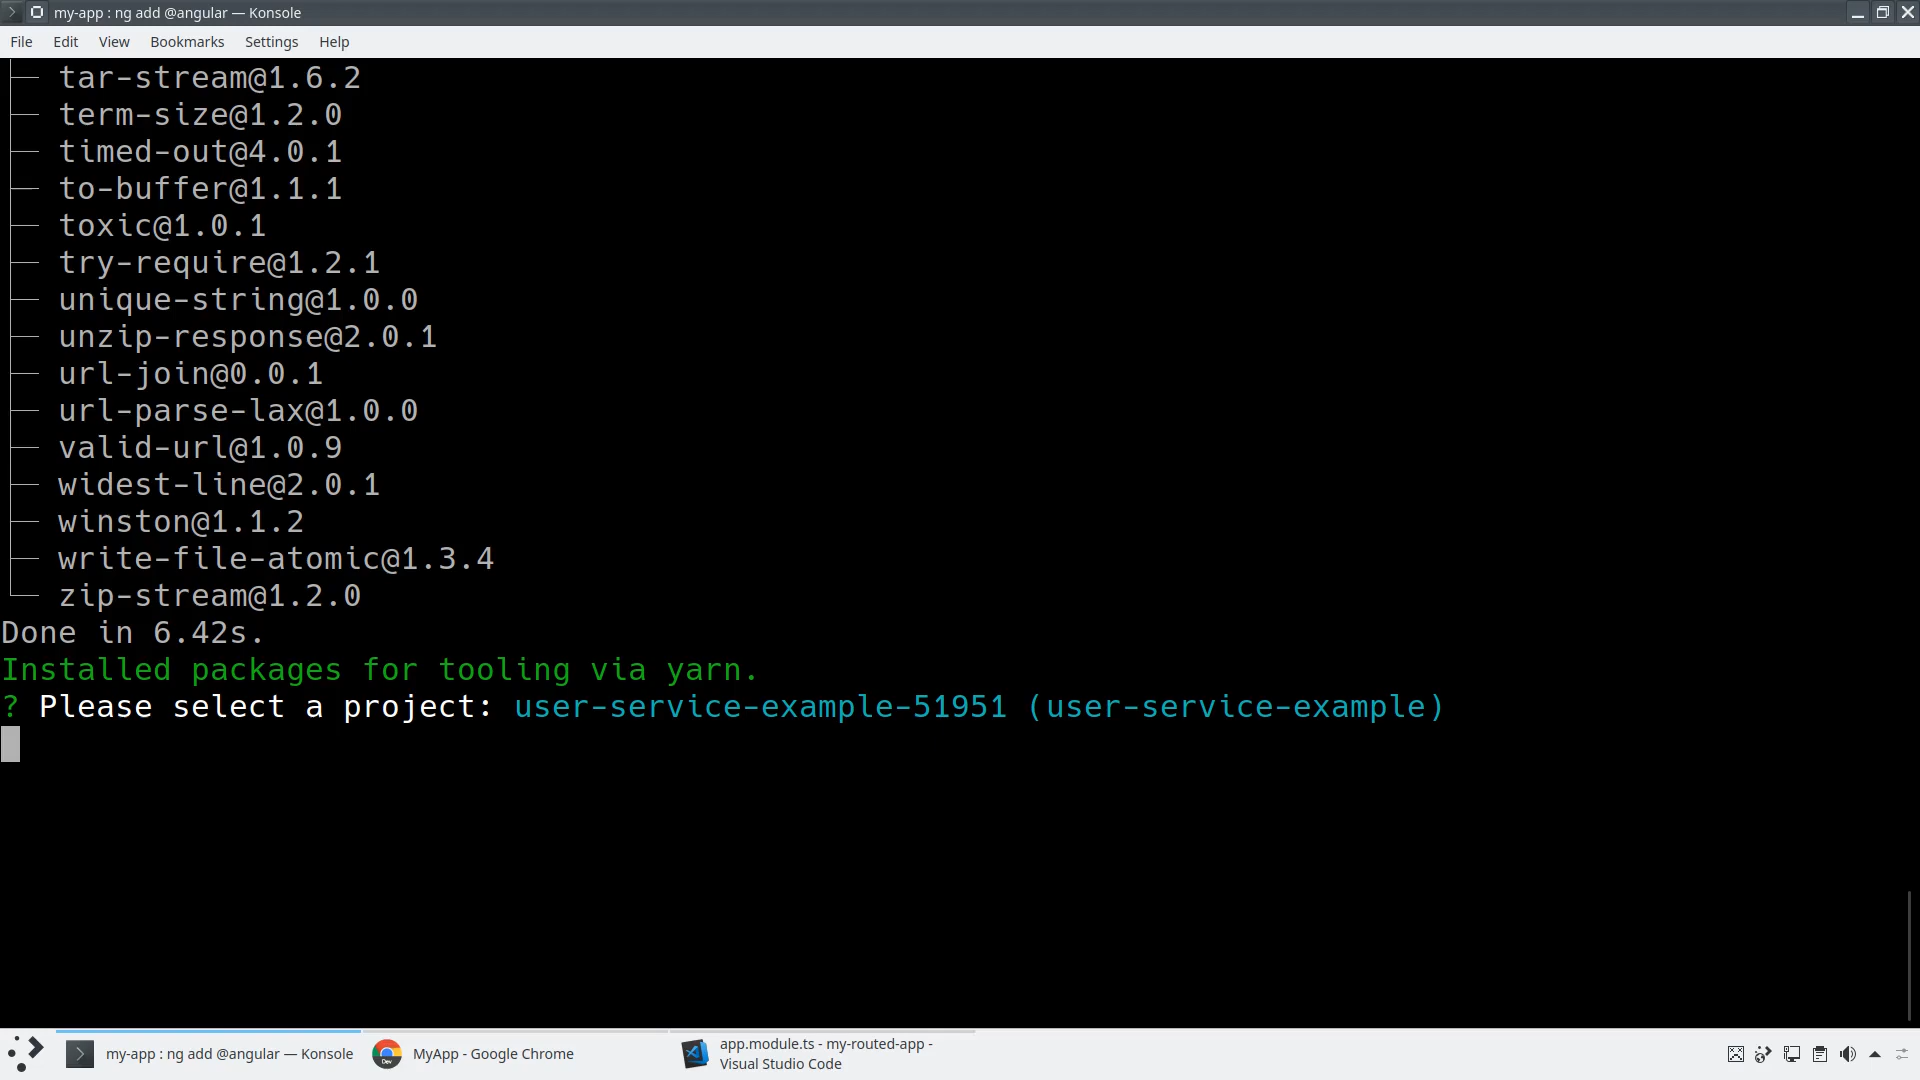 my-app : ng add @angular — Konsole
File Edit View Bookmarks Settings Help
tar-stream@1.6.2
term-size@1.2.0
timed-out@4.0.1
to-buffer@1.1.1
toxic@1.0.1
try-require@1.2.1
unique-string@1.0.0
unzip-response@2.0.1
url-join@0.0.1
url-parse-lax@1.0.0
valid-url@1.0.9
widest-line@2.0.1
winston@1.1.2
write-file-atomic@1.3.4
zip-stream@1.2.0
Done in 6.42s.
Installed packages for tooling via yarn.
? Please select a project: user-service-example-51951 (user-service-example)
my-app : ng add @angular — Konsole
Dev
MyApp - Google Chrome
app.module.ts - my-routed-app -
Visual Studio Code